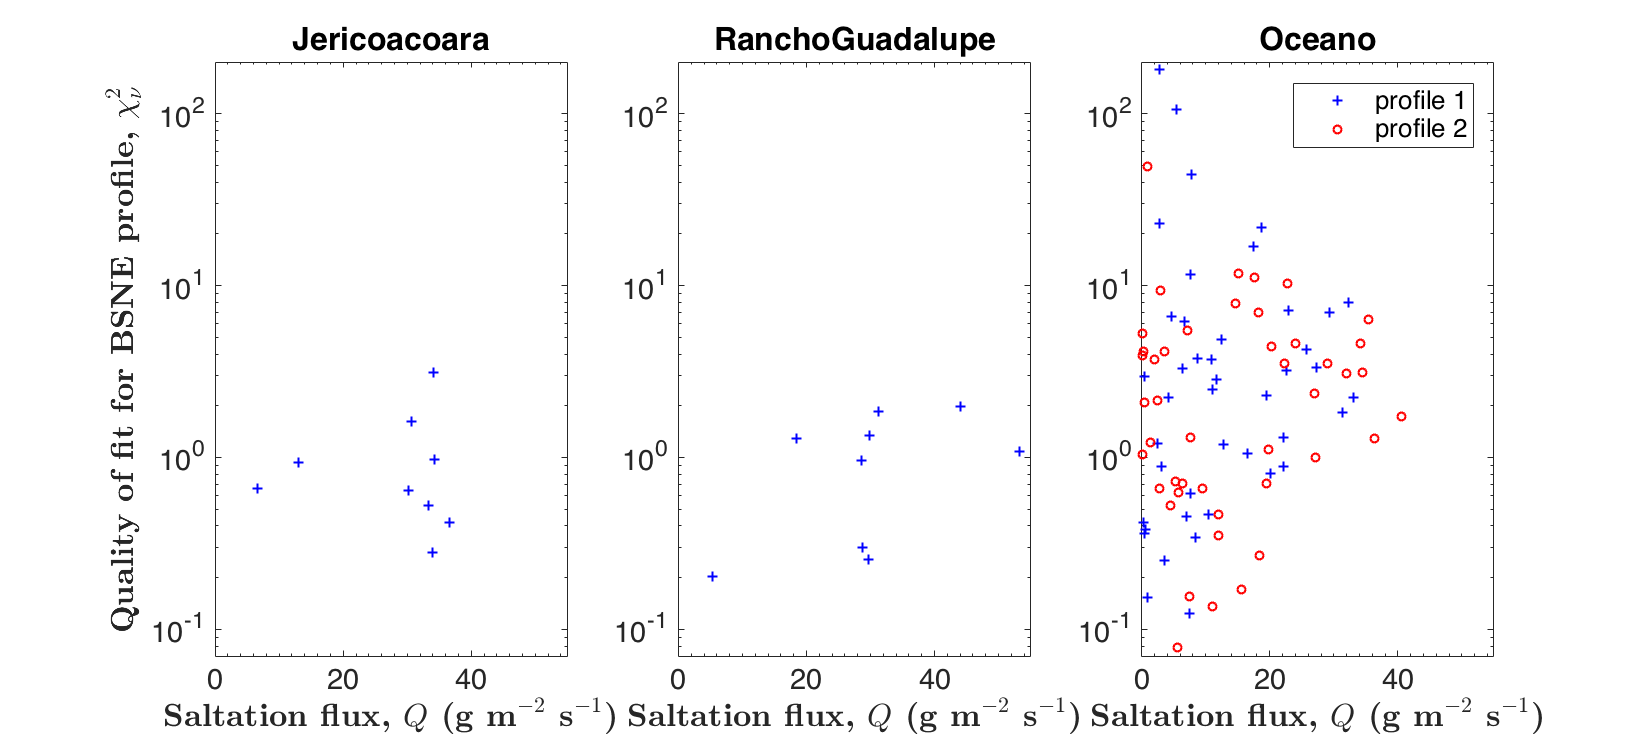 Jericoacoara
RanchoGuadalupe
Oceano
Quality of fit for BSNE profile, χ²ᵥ
10²
10¹
10⁰
10⁻¹
0 20 40
Saltation flux, Q (g m⁻² s⁻¹)
10²
10¹
10⁰
10⁻¹
0 20 40
Saltation flux, Q (g m⁻² s⁻¹)
10²
10¹
10⁰
10⁻¹
0 20 40
Saltation flux, Q (g m⁻² s⁻¹)
profile 1
profile 2